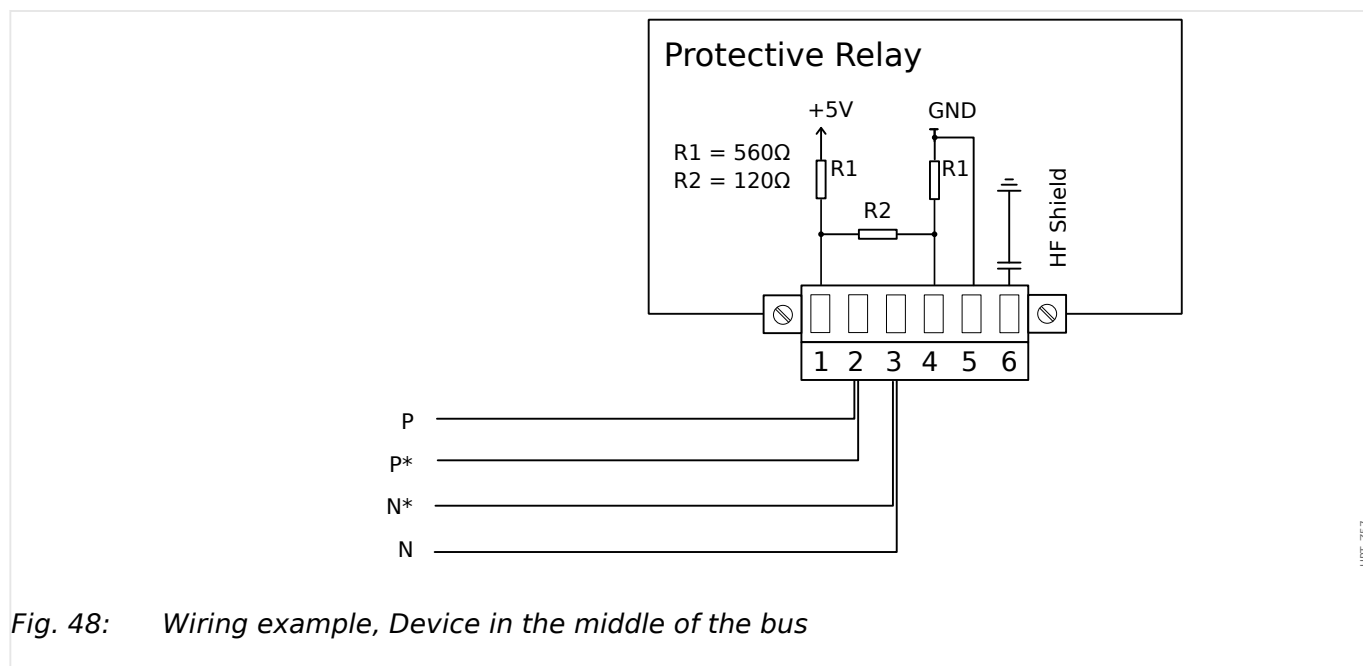 Protective Relay
+5V
GND
R1 = 560Ω
R2 = 120Ω
R1
R1
R2
HF Shield
1 2 3 4 5 6
P
P*
N*
N
Fig. 48: Wiring example, Device in the middle of the bus